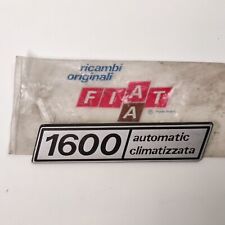 ricambi
originali
FIAT
A
1600
automatic
climatizzata